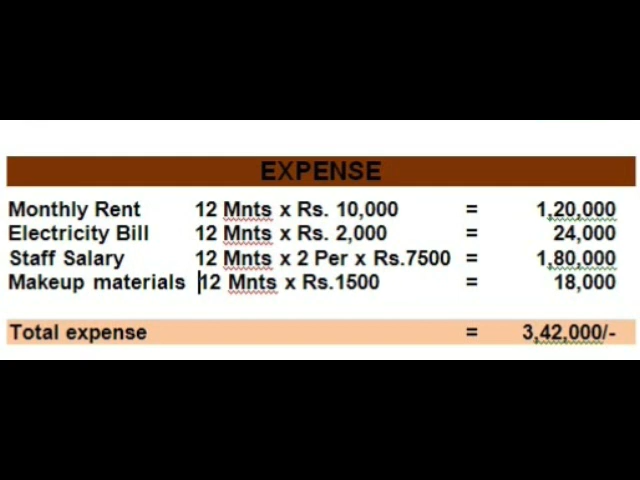 EXPENSE
Monthly Rent 12 Mnts x Rs. 10,000 = 1,20,000
Electricity Bill 12 Mnts x Rs. 2,000 = 24,000
Staff Salary 12 Mnts x 2 Per x Rs.7500 = 1,80,000
Makeup materials 12 Mnts x Rs.1500 = 18,000
Total expense = 3,42,000/-